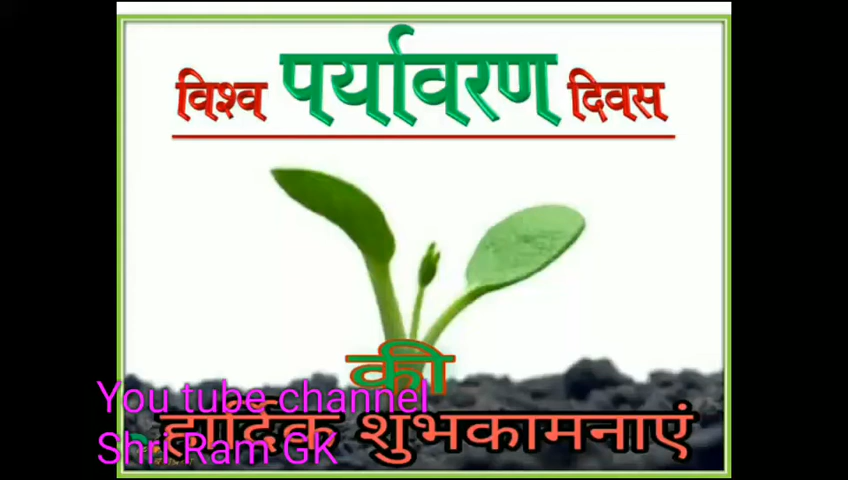 विश्व पर्यावरण दिवस
की
You tube channel
हार्दिक शुभकामनाएं
Shri Ram GK